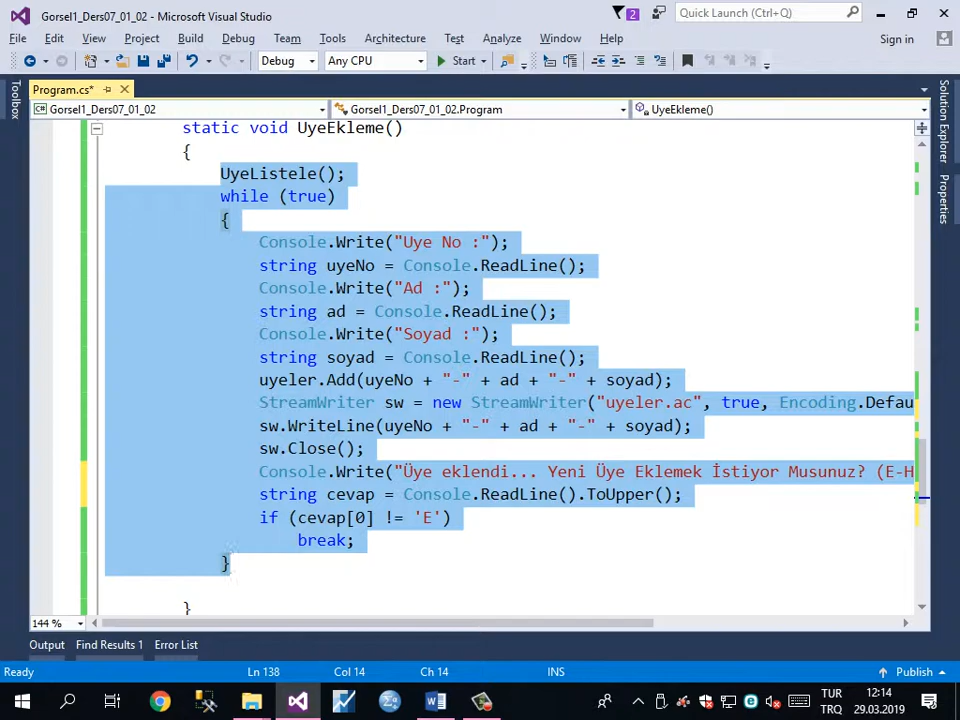 Gorsel1_Ders07_01_02 - Microsoft Visual Studio
2
Quick Launch (Ctrl+Q)
File Edit View Project Build Debug Team Tools Architecture Test Analyze Window Help
Sign in
Debug Any CPU Start
Program.cs*
Toolbox
Gorsel1_Ders07_01_02 Gorsel1_Ders07_01_02.Program UyeEkleme()
static void UyeEkleme()
{
UyeListele();
while (true)
{
Console.Write("Uye No :");
string uyeNo = Console.ReadLine();
Console.Write("Ad :");
string ad = Console.ReadLine();
Console.Write("Soyad :");
string soyad = Console.ReadLine();
uyeler.Add(uyeNo + "-" + ad + "-" + soyad);
StreamWriter sw = new StreamWriter("uyeler.ac", true, Encoding.Defau
sw.WriteLine(uyeNo + "-" + ad + "-" + soyad);
sw.Close();
Console.Write("Üye eklendi... Yeni Üye Eklemek İstiyor Musunuz? (E-H
string cevap = Console.ReadLine().ToUpper();
if (cevap[0] != 'E')
break;
}
}
Solution Explorer
Properties
144 %
Output Find Results 1 Error List
Ready Ln 138 Col 14 Ch 14 INS Publish
TUR 12:14
TRQ 29.03.2019